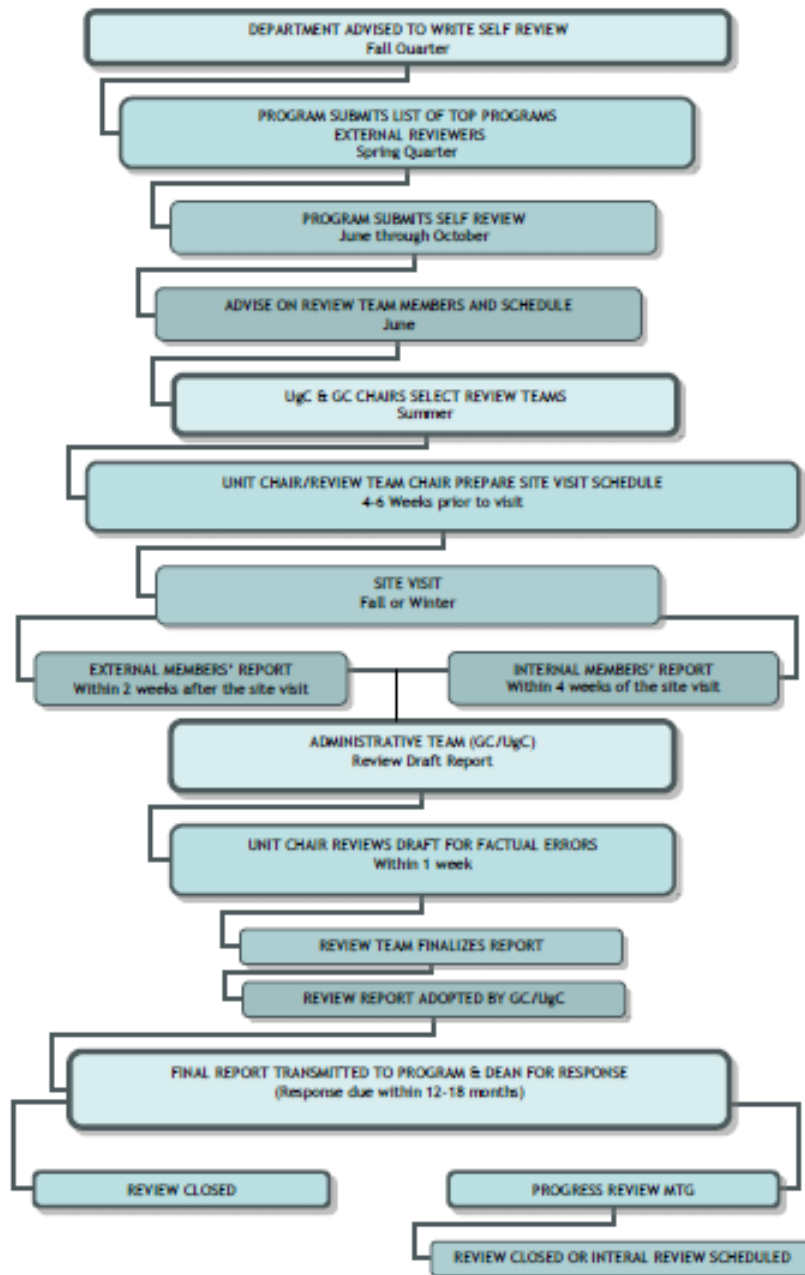 DEPARTMENT ADVISED TO WRITE SELF REVIEW
Fall Quarter
PROGRAM SUBMITS LIST OF TOP PROGRAMS
EXTERNAL REVIEWERS
Spring Quarter
PROGRAM SUBMITS SELF REVIEW
June through October
ADVISE ON REVIEW TEAM MEMBERS AND SCHEDULE
June
UgC & GC CHAIRS SELECT REVIEW TEAMS
Summer
UNIT CHAIR/REVIEW TEAM CHAIR PREPARE SITE VISIT SCHEDULE
4-6 Weeks prior to visit
SITE VISIT
Fall or Winter
EXTERNAL MEMBERS' REPORT
Within 2 weeks after the site visit
INTERNAL MEMBERS' REPORT
Within 4 weeks of the site visit
ADMINISTRATIVE TEAM (GC/UgC)
Review Draft Report
UNIT CHAIR REVIEWS DRAFT FOR FACTUAL ERRORS
Within 1 week
REVIEW TEAM FINALIZES REPORT
REVIEW REPORT ADOPTED BY GC/UgC
FINAL REPORT TRANSMITTED TO PROGRAM & DEAN FOR RESPONSE
(Response due within 12-18 months)
REVIEW CLOSED
PROGRESS REVIEW MTG
REVIEW CLOSED OR INTERAL REVIEW SCHEDULED